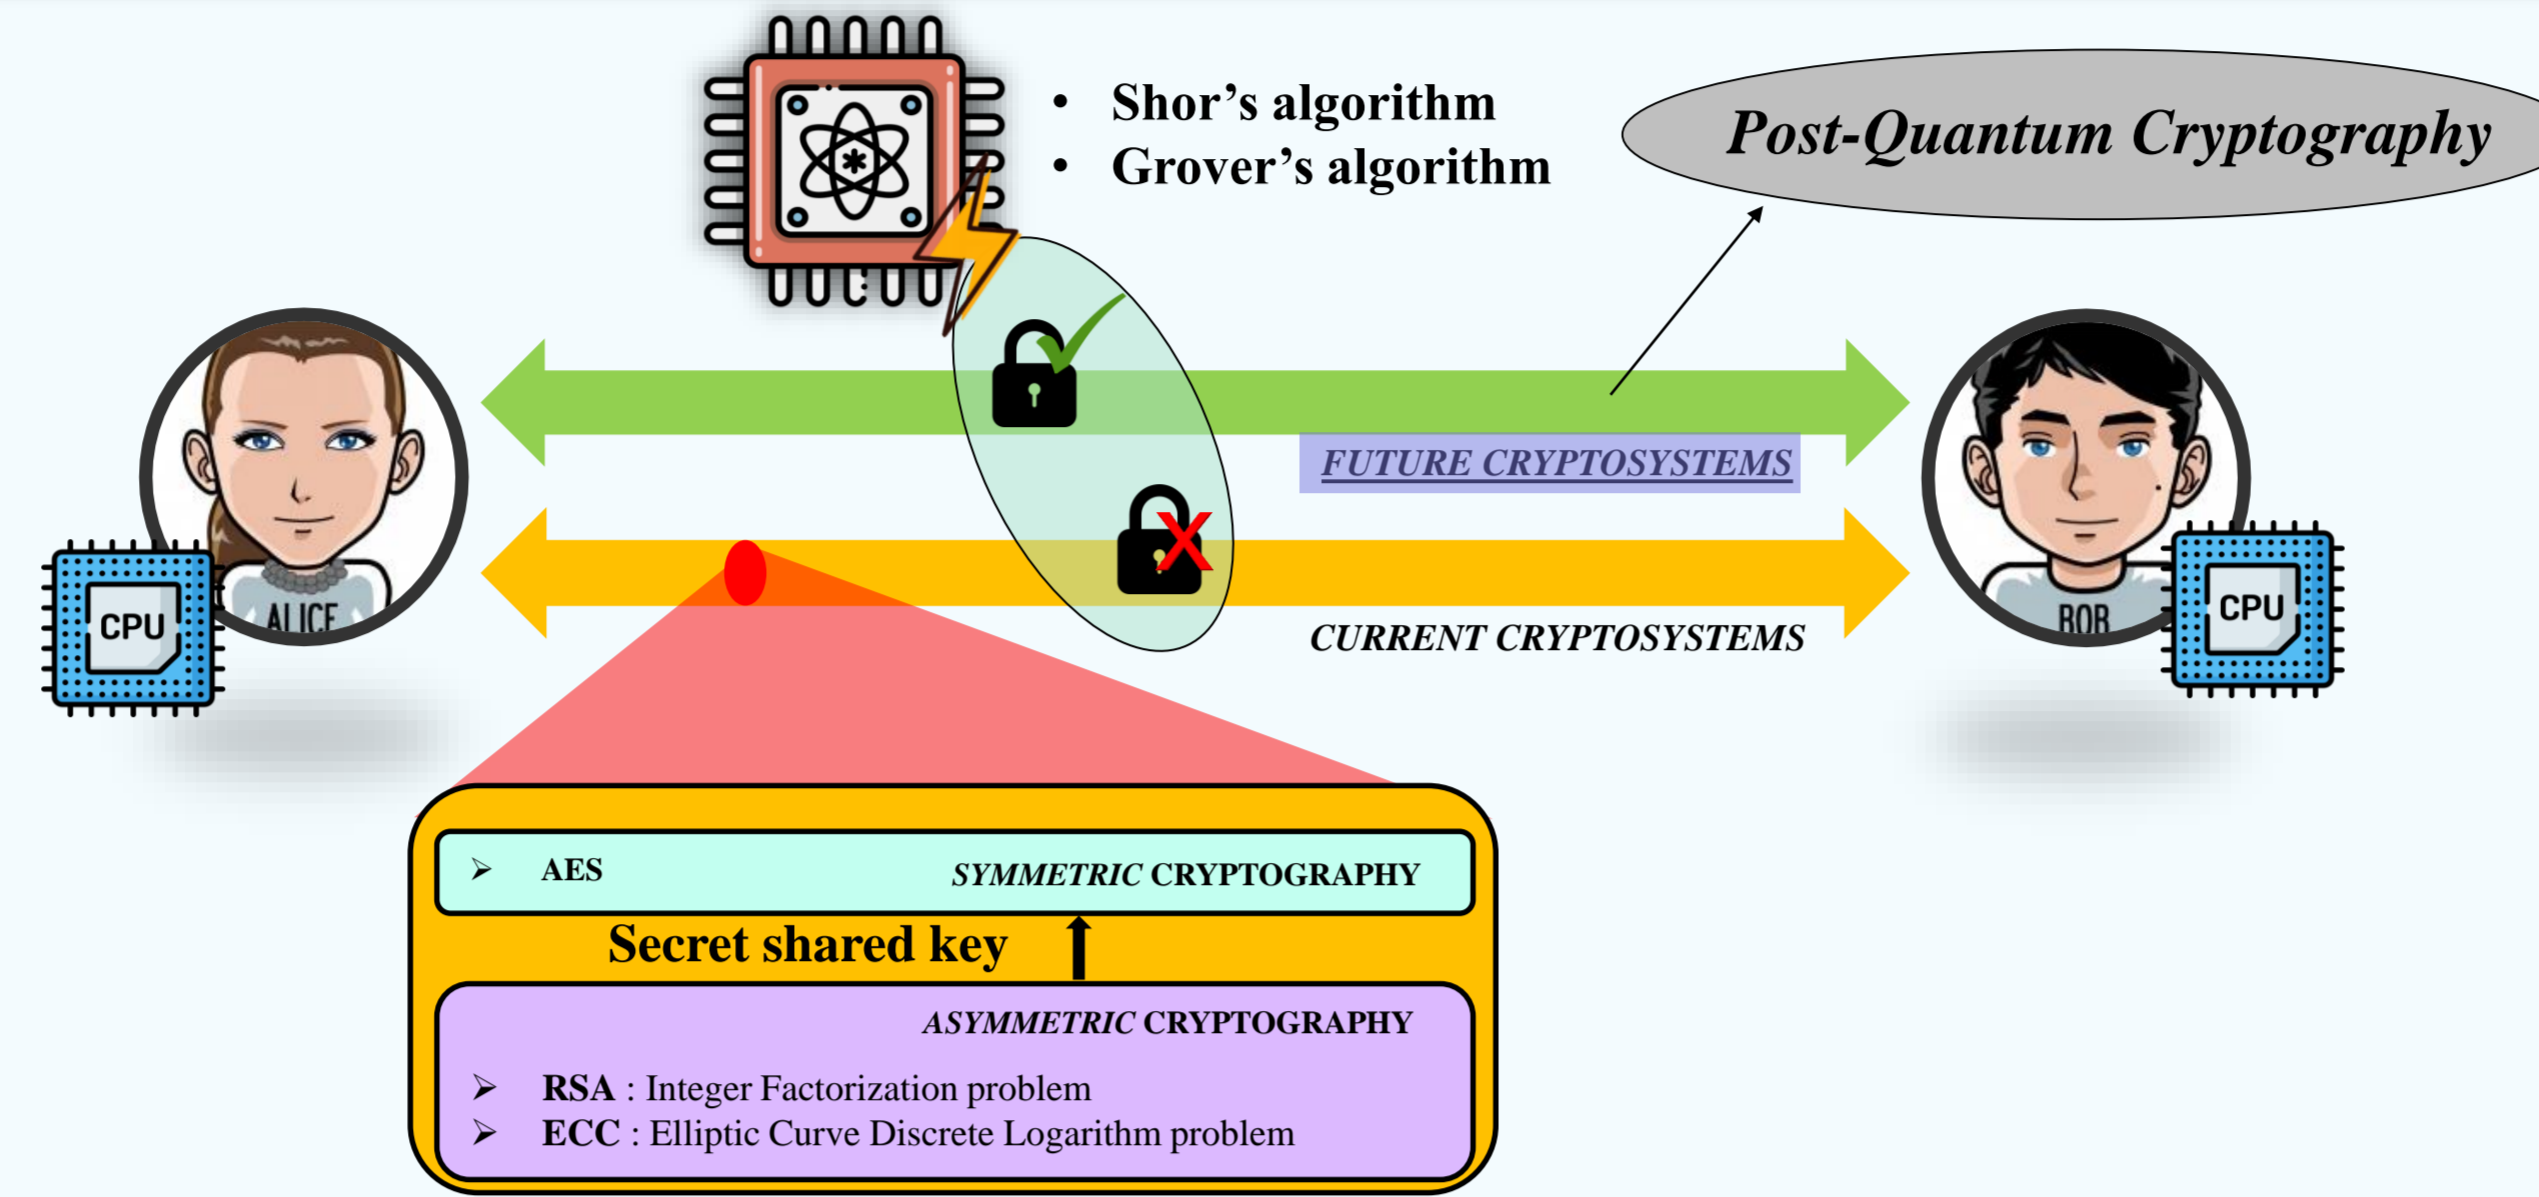 • Shor’s algorithm
• Grover’s algorithm
Post-Quantum Cryptography
FUTURE CRYPTOSYSTEMS
CURRENT CRYPTOSYSTEMS
ALICE
CPU
BOB
CPU
➢ AES SYMMETRIC CRYPTOGRAPHY
Secret shared key
ASYMMETRIC CRYPTOGRAPHY
➢ RSA : Integer Factorization problem
➢ ECC : Elliptic Curve Discrete Logarithm problem